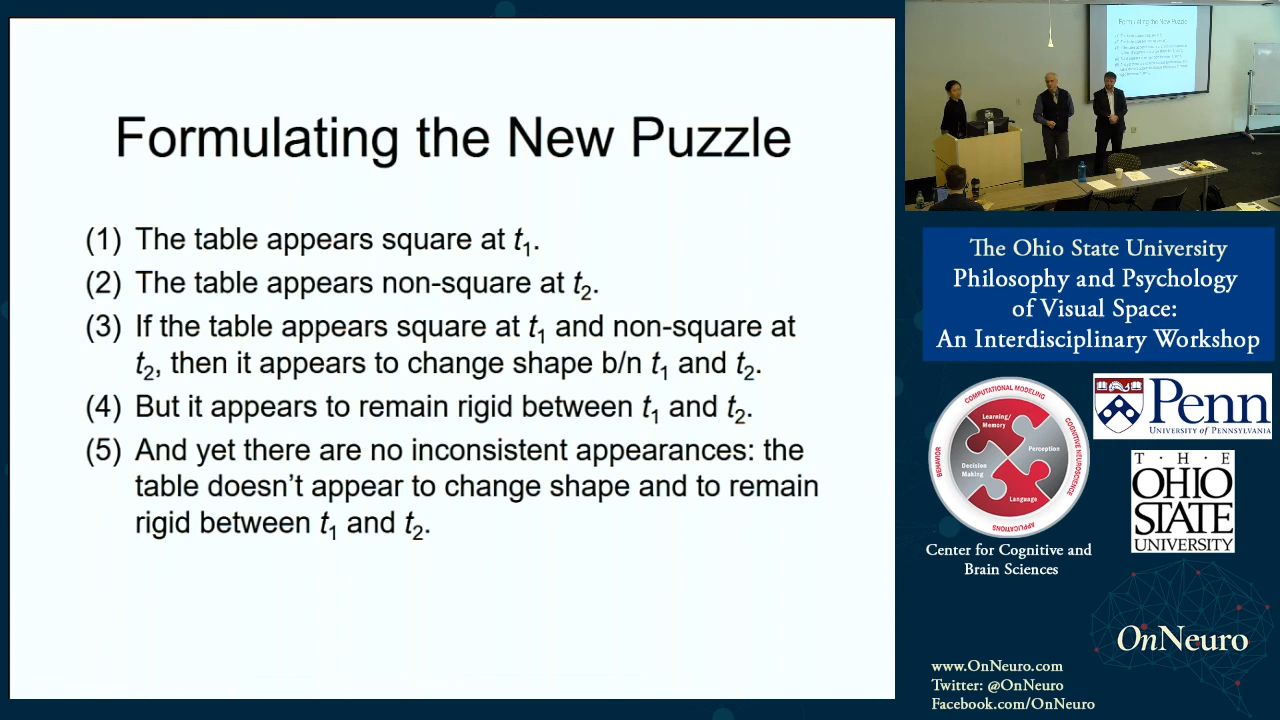 Formulating the New Puzzle
(1) The table appears square at t1.
(2) The table appears non-square at t2.
(3) If the table appears square at t1 and non-square at
t2, then it appears to change shape b/n t1 and t2.
(4) But it appears to remain rigid between t1 and t2.
(5) And yet there are no inconsistent appearances: the
table doesn't appear to change shape and to remain
rigid between t1 and t2.
Formulating the New Puzzle
The Ohio State University
Philosophy and Psychology
of Visual Space:
An Interdisciplinary Workshop
COMPUTATIONAL MODELING
COGNITIVE NEUROSCIENCE
APPLICATIONS
BEHAVIOR
Learning/
Memory
Perception
Decision
Making
Language
Center for Cognitive and
Brain Sciences
Penn
UNIVERSITY OF PENNSYLVANIA
T · H · E
OHIO
STATE
UNIVERSITY
OnNeuro
www.OnNeuro.com
Twitter: @OnNeuro
Facebook.com/OnNeuro